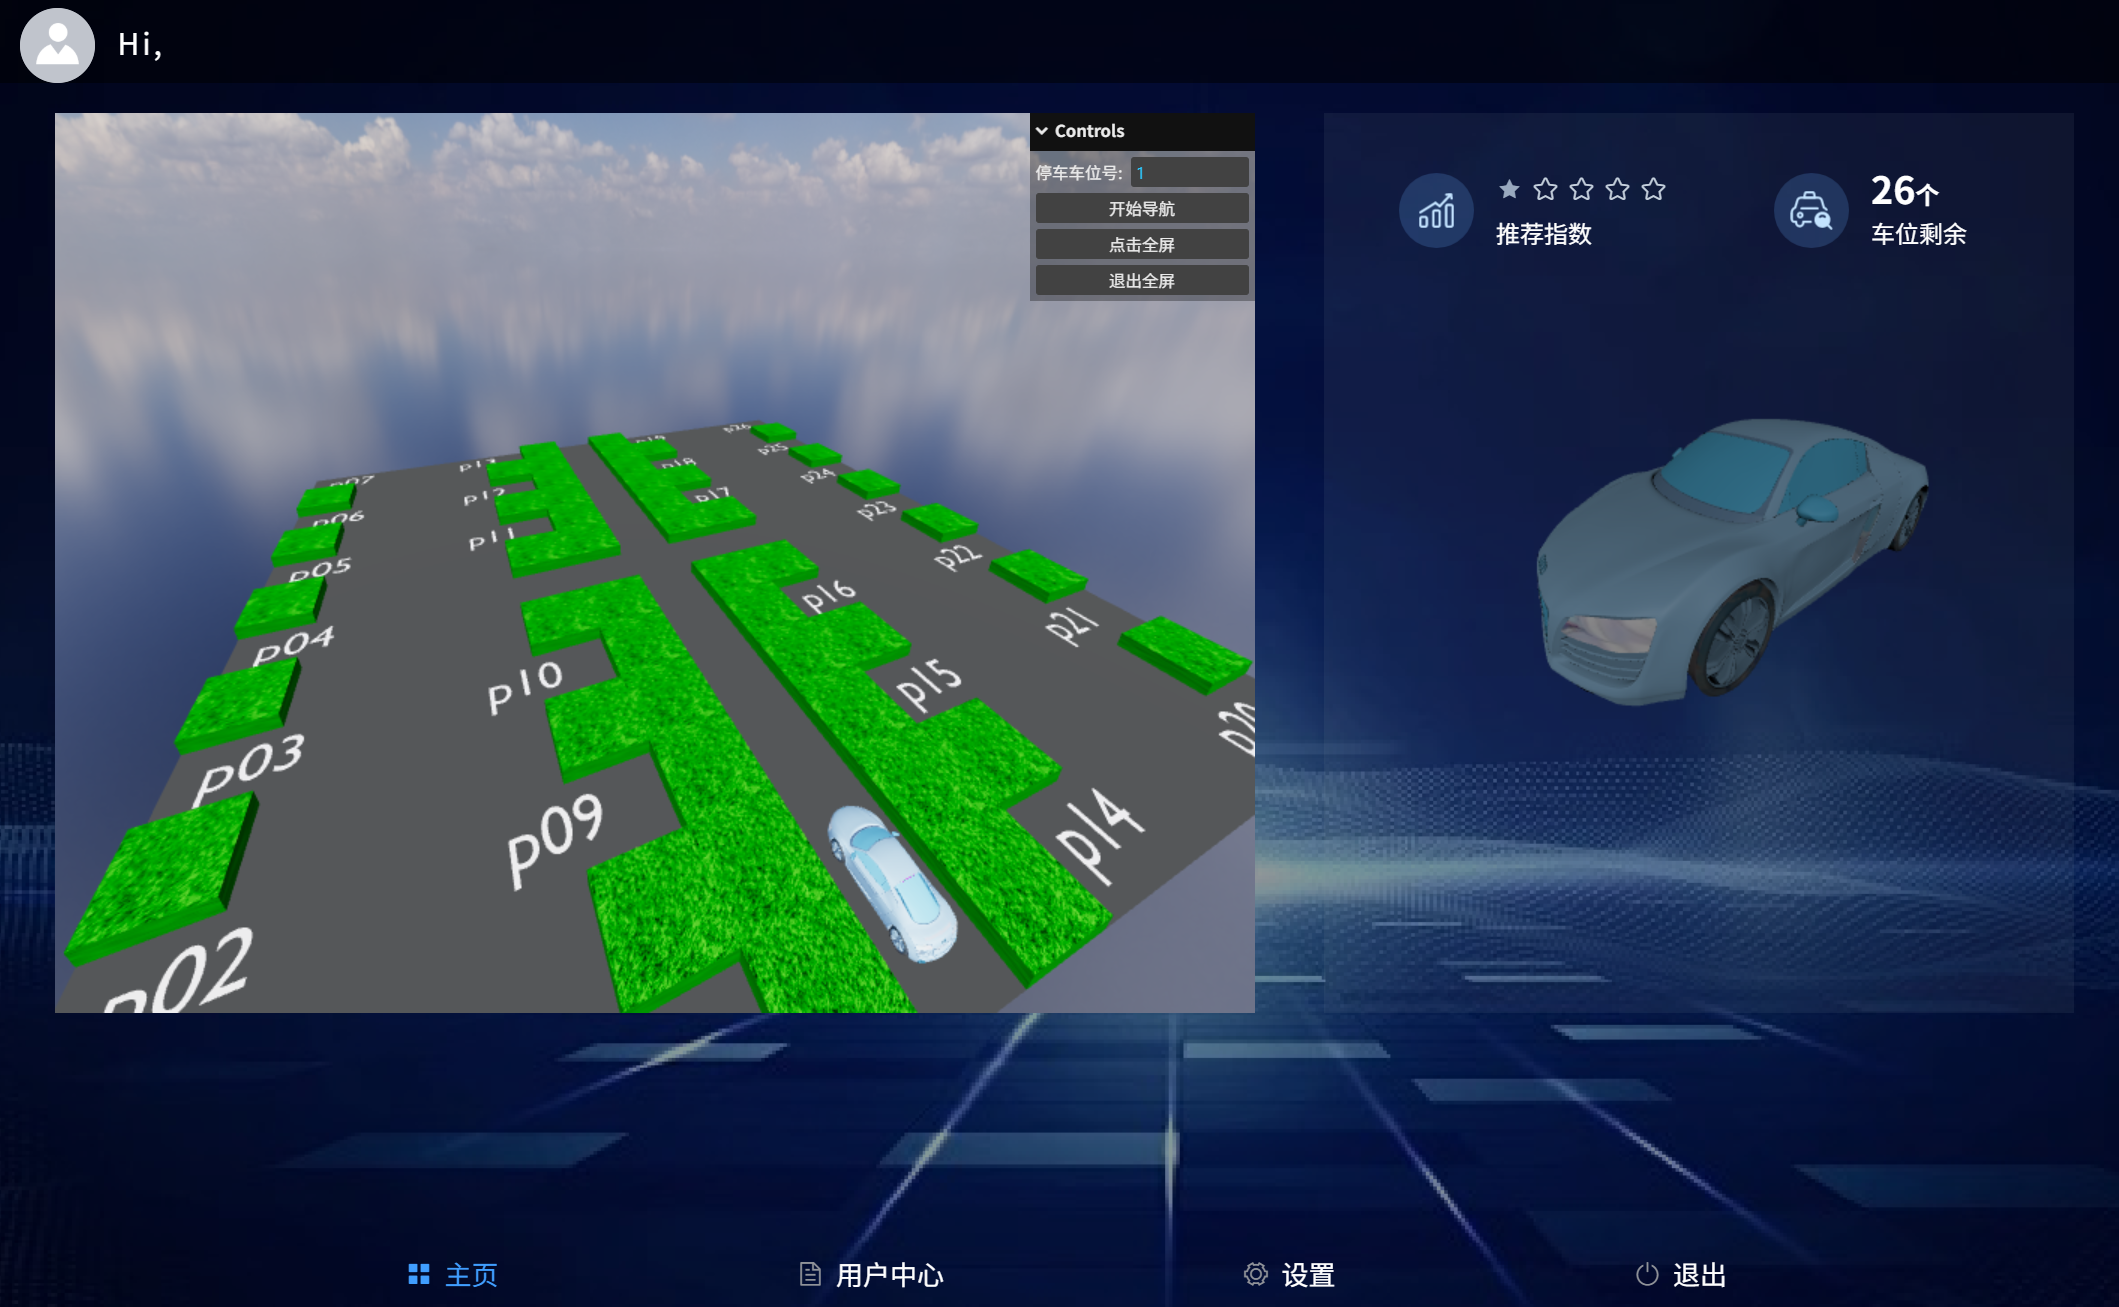 Hi,
Controls
停车车位号: 1
开始导航
点击全屏
退出全屏
推荐指数
26个
车位剩余
p26
p19
p25
p13
p18
p24
p07
p12
p17
p23
p06
p11
p22
p05
p16
p21
p04
p10
p15
p20
p03
p09
p14
p02
主页
用户中心
设置
退出